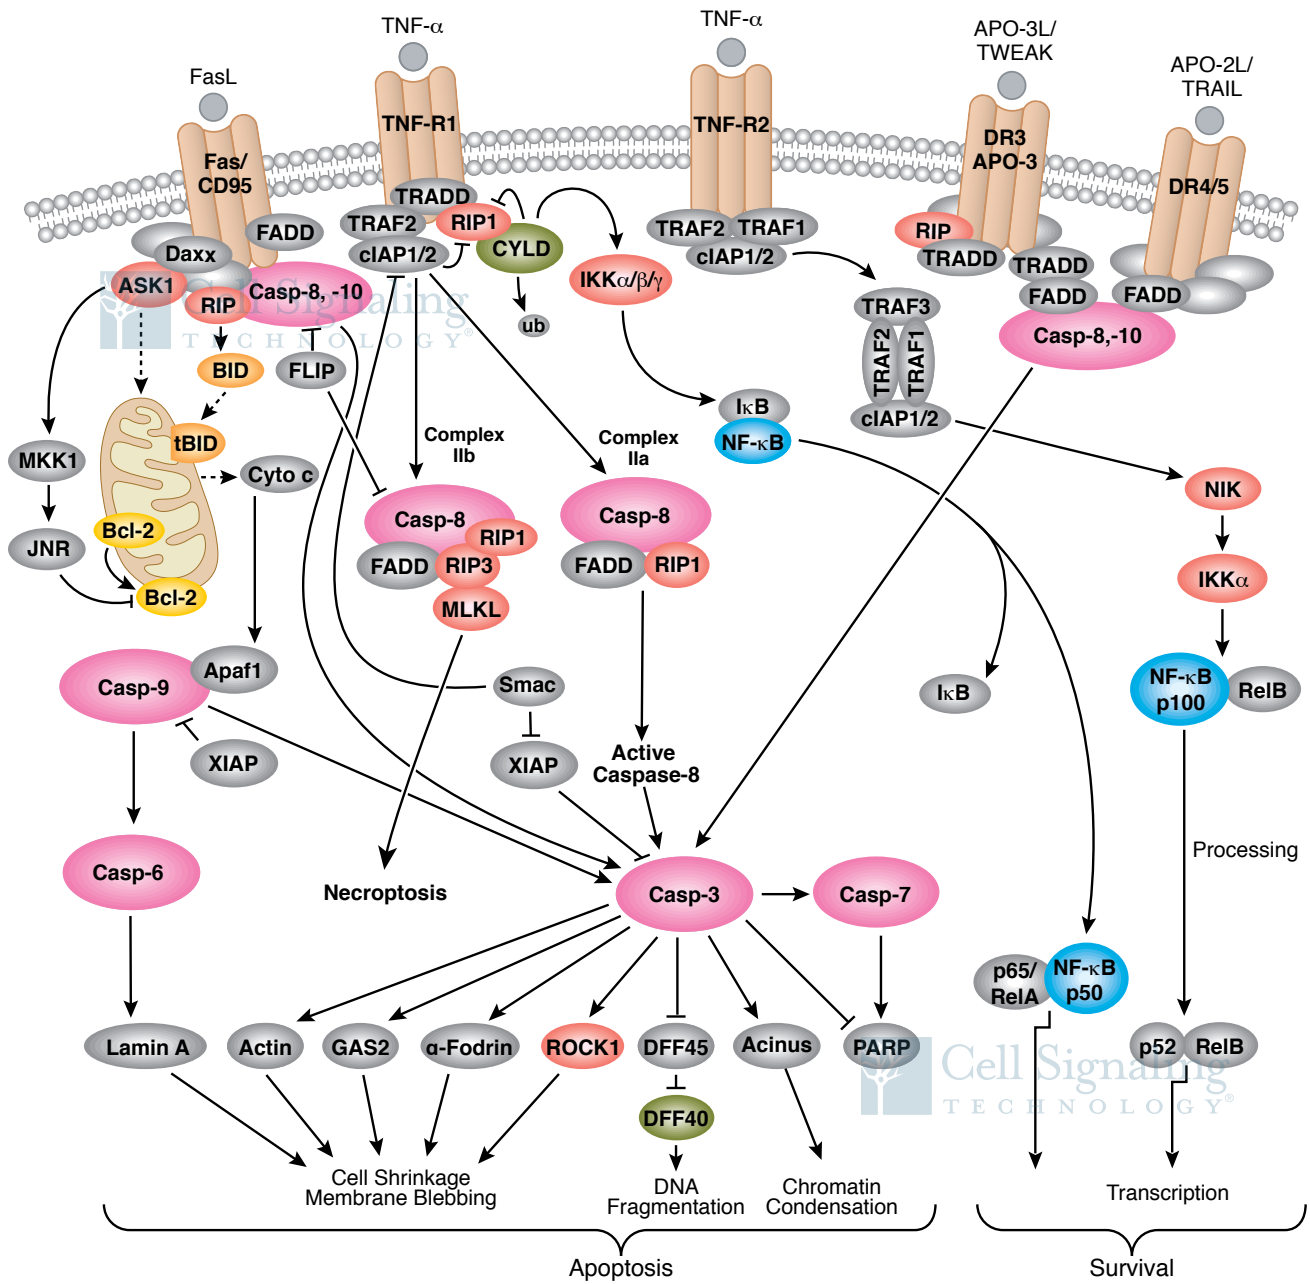 TNF-α
TNF-α
APO-3L/
TWEAK
APO-2L/
TRAIL
FasL
TNF-R1
TNF-R2
DR3
APO-3
Fas/
CD95
DR4/5
TRADD
TRAF2
RIP1
cIAP1/2
CYLD
ub
FADD
Daxx
ASK1
RIP
Casp-8, -10
Cell Signaling
TECHNOLOGY®
IKKα/β/γ
TRAF2
TRAF1
cIAP1/2
RIP
TRADD
TRADD
FADD
FADD
Casp-8,-10
TRAF3
TRAF2
TRAF1
cIAP1/2
BID
FLIP
tBID
IκB
NF-κB
MKK1
Cyto c
Complex
IIb
Complex
IIa
NIK
JNR
Bcl-2
Bcl-2
Casp-8
RIP1
FADD
RIP3
MLKL
Casp-8
FADD
RIP1
IKKα
Casp-9
Apaf1
Smac
IκB
NF-κB
p100
RelB
XIAP
XIAP
Active
Caspase-8
Casp-6
Necroptosis
Casp-3
Casp-7
Processing
p65/
RelA
NF-κB
p50
Lamin A
Actin
GAS2
α-Fodrin
ROCK1
DFF45
Acinus
PARP
p52
RelB
Cell Signaling
TECHNOLOGY®
DFF40
Cell Shrinkage
Membrane Blebbing
DNA
Fragmentation
Chromatin
Condensation
Transcription
Apoptosis
Survival